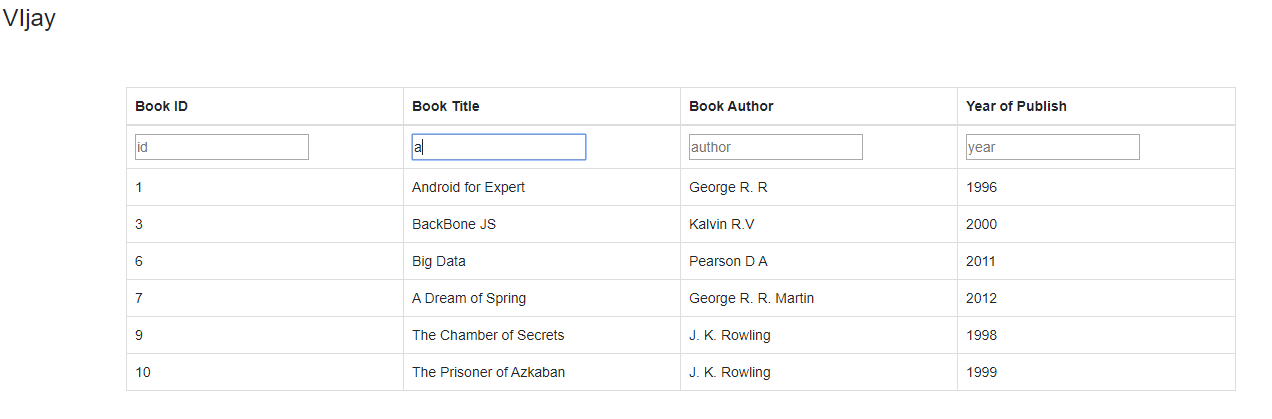 VIjay
Book ID Book Title Book Author Year of Publish
id a author year
1 Android for Expert George R. R 1996
3 BackBone JS Kalvin R.V 2000
6 Big Data Pearson D A 2011
7 A Dream of Spring George R. R. Martin 2012
9 The Chamber of Secrets J. K. Rowling 1998
10 The Prisoner of Azkaban J. K. Rowling 1999